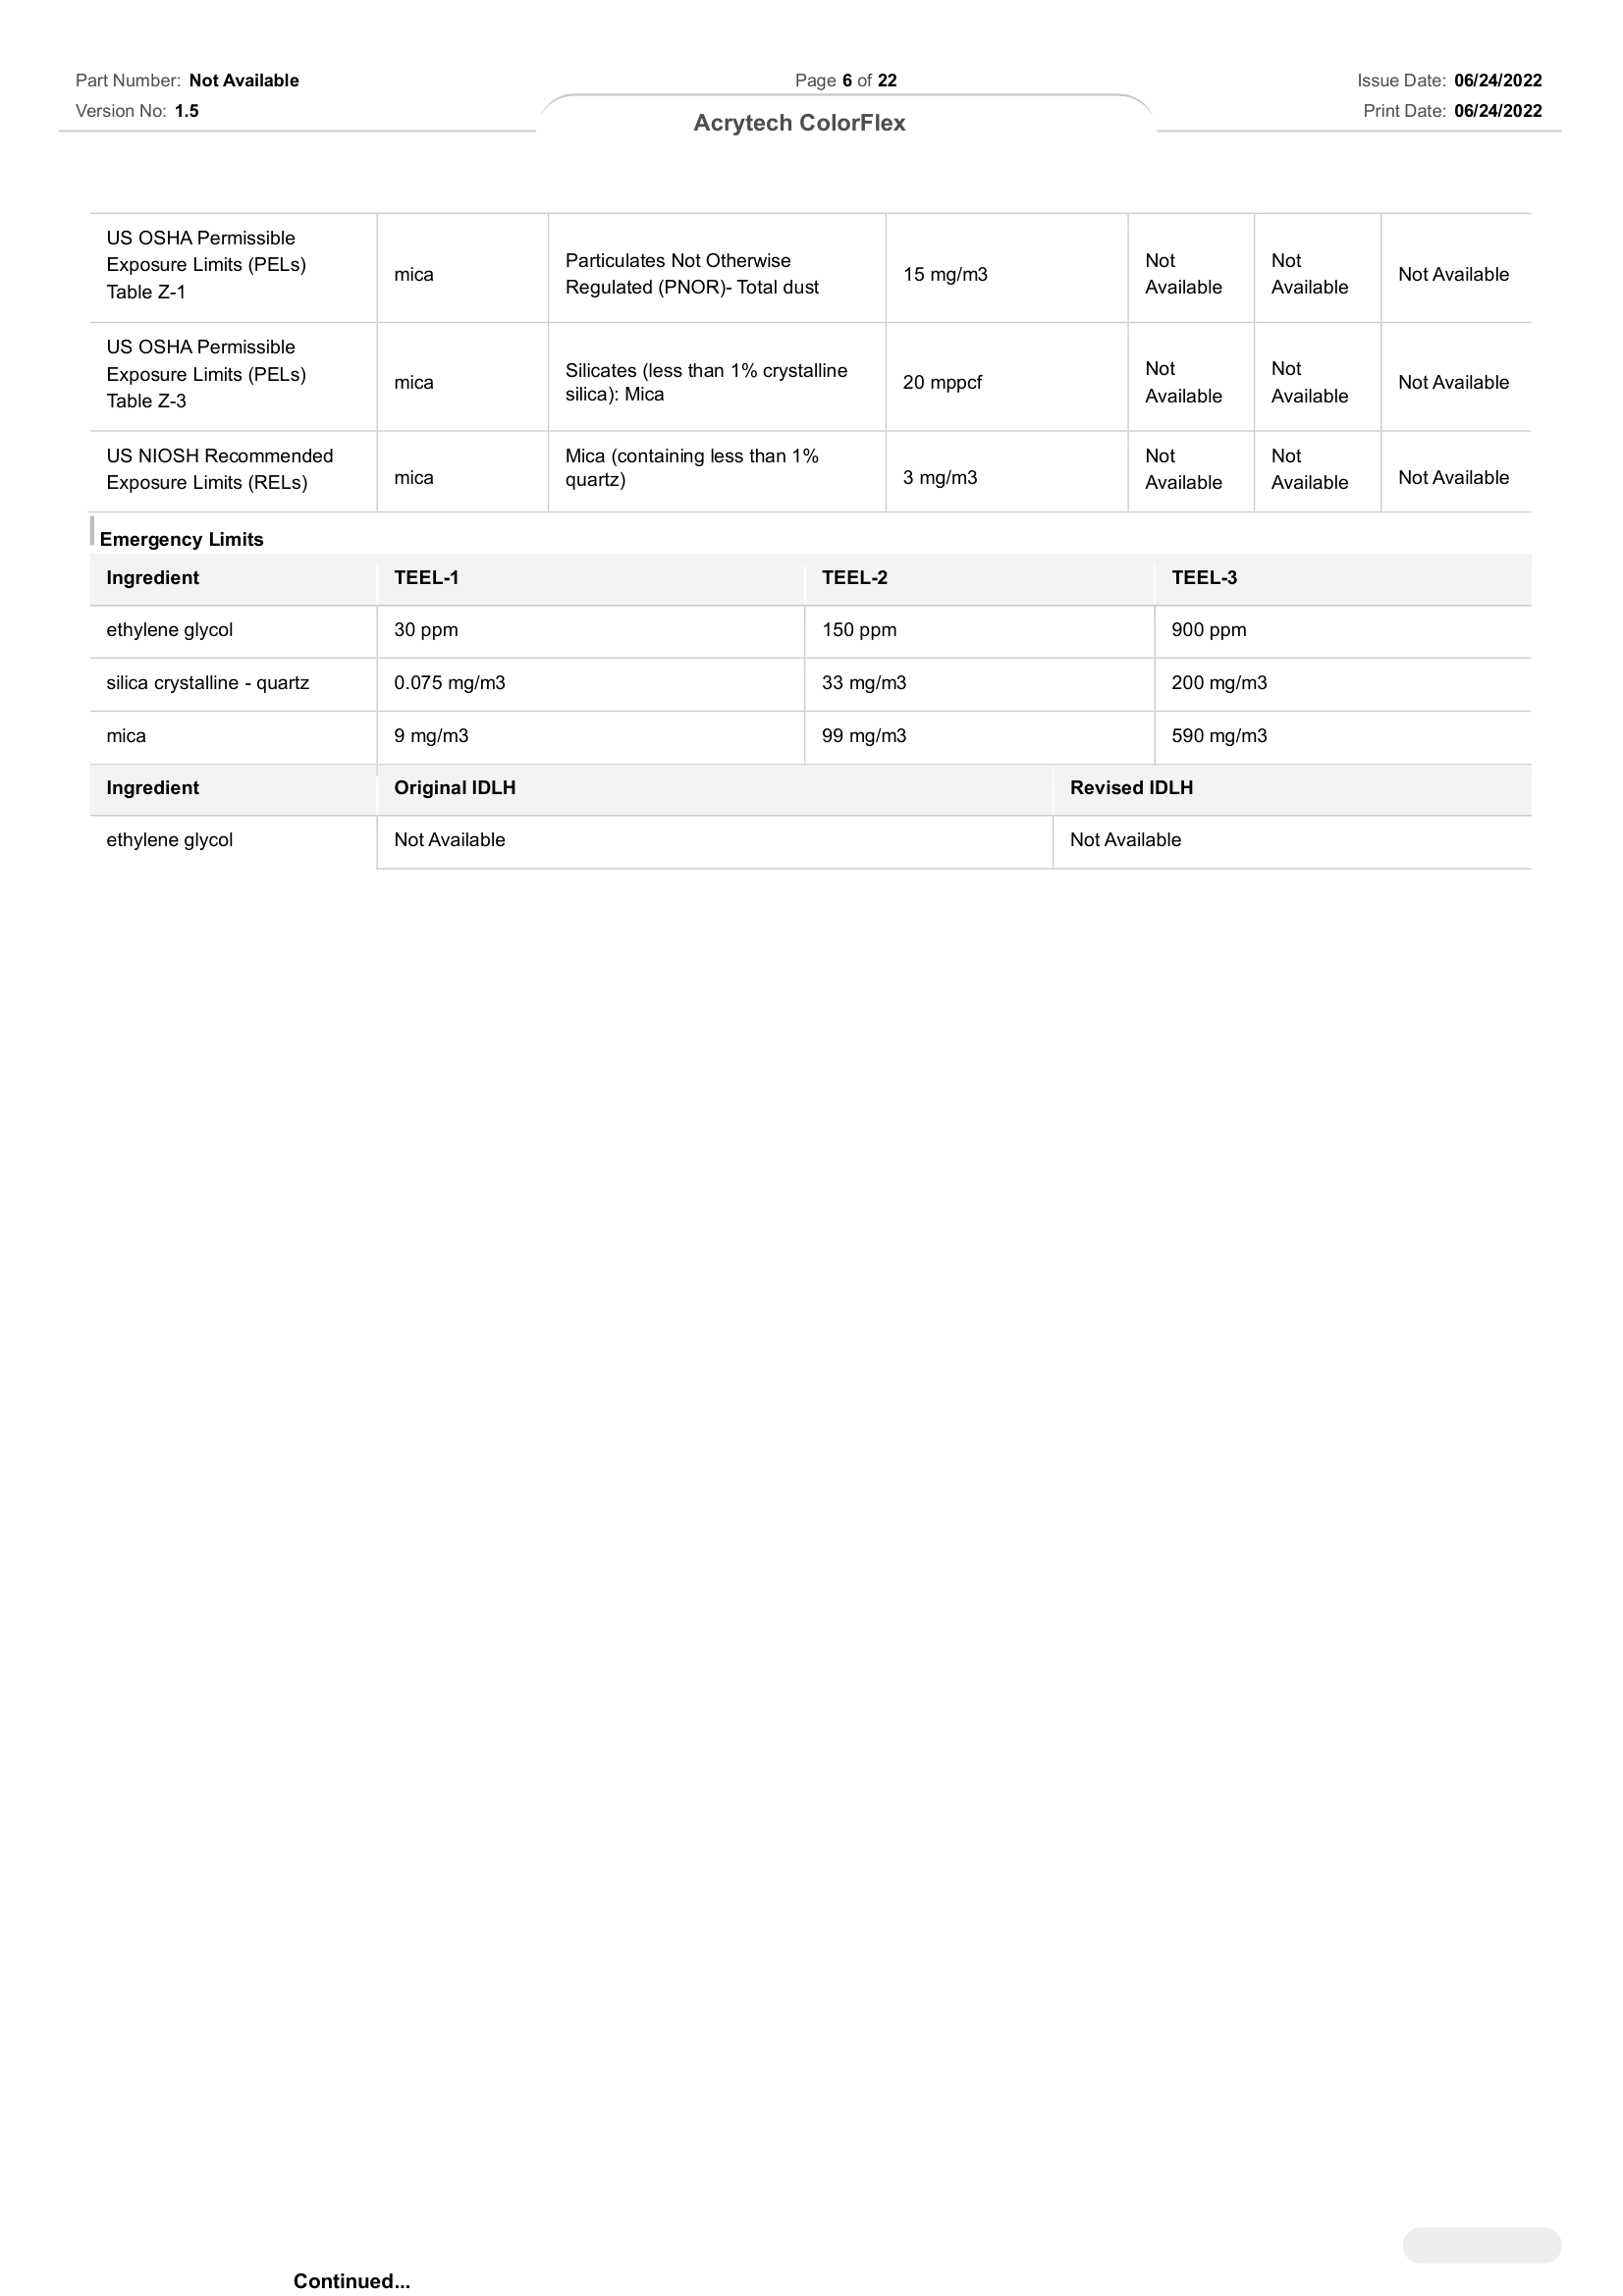 Part Number: Not Available
Version No: 1.5
Page 6 of 22
Acrytech ColorFlex
Issue Date: 06/24/2022
Print Date: 06/24/2022
US OSHA Permissible
Exposure Limits (PELs)
Table Z-1
mica
Particulates Not Otherwise
Regulated (PNOR)- Total dust
15 mg/m3
Not
Available
Not
Available
Not Available
US OSHA Permissible
Exposure Limits (PELs)
Table Z-3
mica
Silicates (less than 1% crystalline
silica): Mica
20 mppcf
Not
Available
Not
Available
Not Available
US NIOSH Recommended
Exposure Limits (RELs)
mica
Mica (containing less than 1%
quartz)
3 mg/m3
Not
Available
Not
Available
Not Available
Emergency Limits
Ingredient TEEL-1 TEEL-2 TEEL-3
ethylene glycol 30 ppm 150 ppm 900 ppm
silica crystalline - quartz 0.075 mg/m3 33 mg/m3 200 mg/m3
mica 9 mg/m3 99 mg/m3 590 mg/m3
Ingredient Original IDLH Revised IDLH
ethylene glycol Not Available Not Available
Continued...